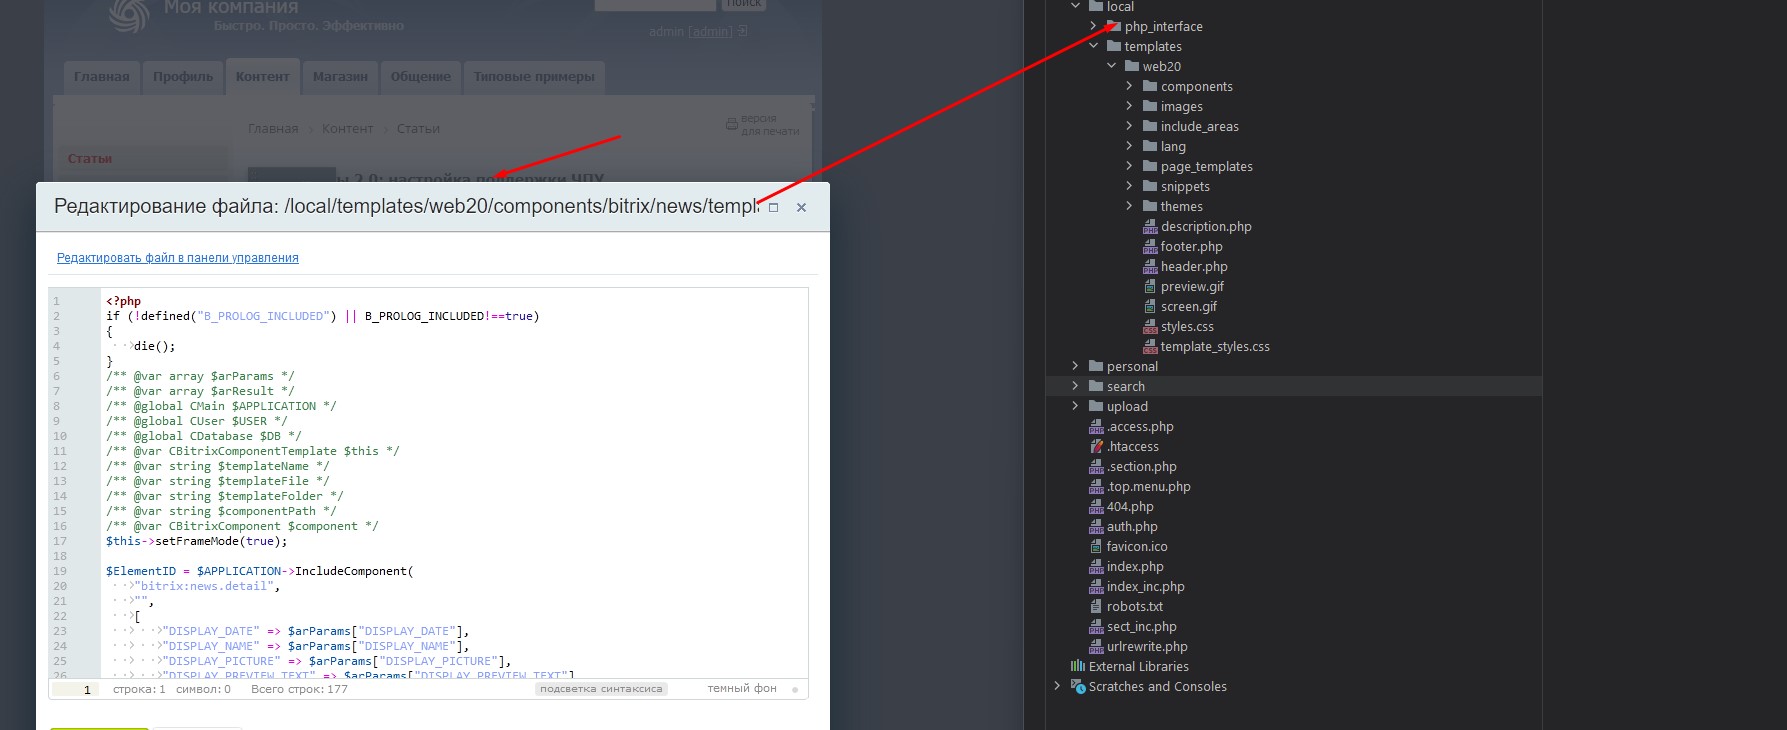 Моя компания
Быстро. Просто. Эффективно
Поиск
admin [admin]
Главная
Профиль
Контент
Магазин
Общение
Типовые примеры
Главная › Контент › Статьи
версия
для печати
Статьи
2.0: настройка поддержки ЧПУ
Редактирование файла: /local/templates/web20/components/bitrix/news/templ
Редактировать файл в панели управления
1 <?php
2 if (!defined("B_PROLOG_INCLUDED") || B_PROLOG_INCLUDED!==true)
3 {
4 die();
5 }
6 /** @var array $arParams */
7 /** @var array $arResult */
8 /** @global CMain $APPLICATION */
9 /** @global CUser $USER */
10 /** @global CDatabase $DB */
11 /** @var CBitrixComponentTemplate $this */
12 /** @var string $templateName */
13 /** @var string $templateFile */
14 /** @var string $templateFolder */
15 /** @var string $componentPath */
16 /** @var CBitrixComponent $component */
17 $this->setFrameMode(true);
18
19 $ElementID = $APPLICATION->IncludeComponent(
20 "bitrix:news.detail",
21 "",
22 [
23 "DISPLAY_DATE" => $arParams["DISPLAY_DATE"],
24 "DISPLAY_NAME" => $arParams["DISPLAY_NAME"],
25 "DISPLAY_PICTURE" => $arParams["DISPLAY_PICTURE"],
26 "DISPLAY_PREVIEW_TEXT" => $arParams["DISPLAY_PREVIEW_TEXT"]
1 строка: 1 символ: 0 Всего строк: 177 подсветка синтаксиса темный фон
local
php_interface
templates
web20
components
images
include_areas
lang
page_templates
snippets
themes
description.php
footer.php
header.php
preview.gif
screen.gif
styles.css
template_styles.css
personal
search
upload
.access.php
.htaccess
.section.php
.top.menu.php
404.php
auth.php
favicon.ico
index.php
index_inc.php
robots.txt
sect_inc.php
urlrewrite.php
External Libraries
Scratches and Consoles